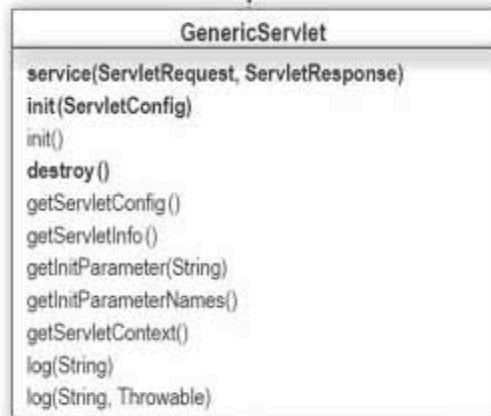 GenericServlet
service(ServletRequest, ServletResponse)
init(ServletConfig)
init()
destroy()
getServletConfig()
getServletInfo()
getInitParameter(String)
getInitParameterNames()
getServletContext()
log(String)
log(String, Throwable)